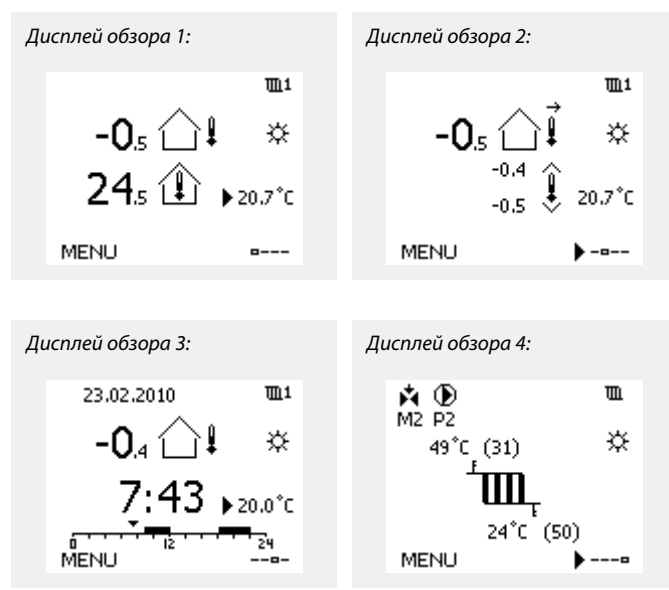 Дисплей обзора 1:
1
-0.5
24.5
20.7°C
MENU
Дисплей обзора 2:
1
-0.5
-0.4
-0.5
20.7°C
MENU
Дисплей обзора 3:
23.02.2010
1
-0.4
7:43
20.0°C
0 12 24
MENU
Дисплей обзора 4:
M2 P2
49°C (31)
24°C (50)
MENU